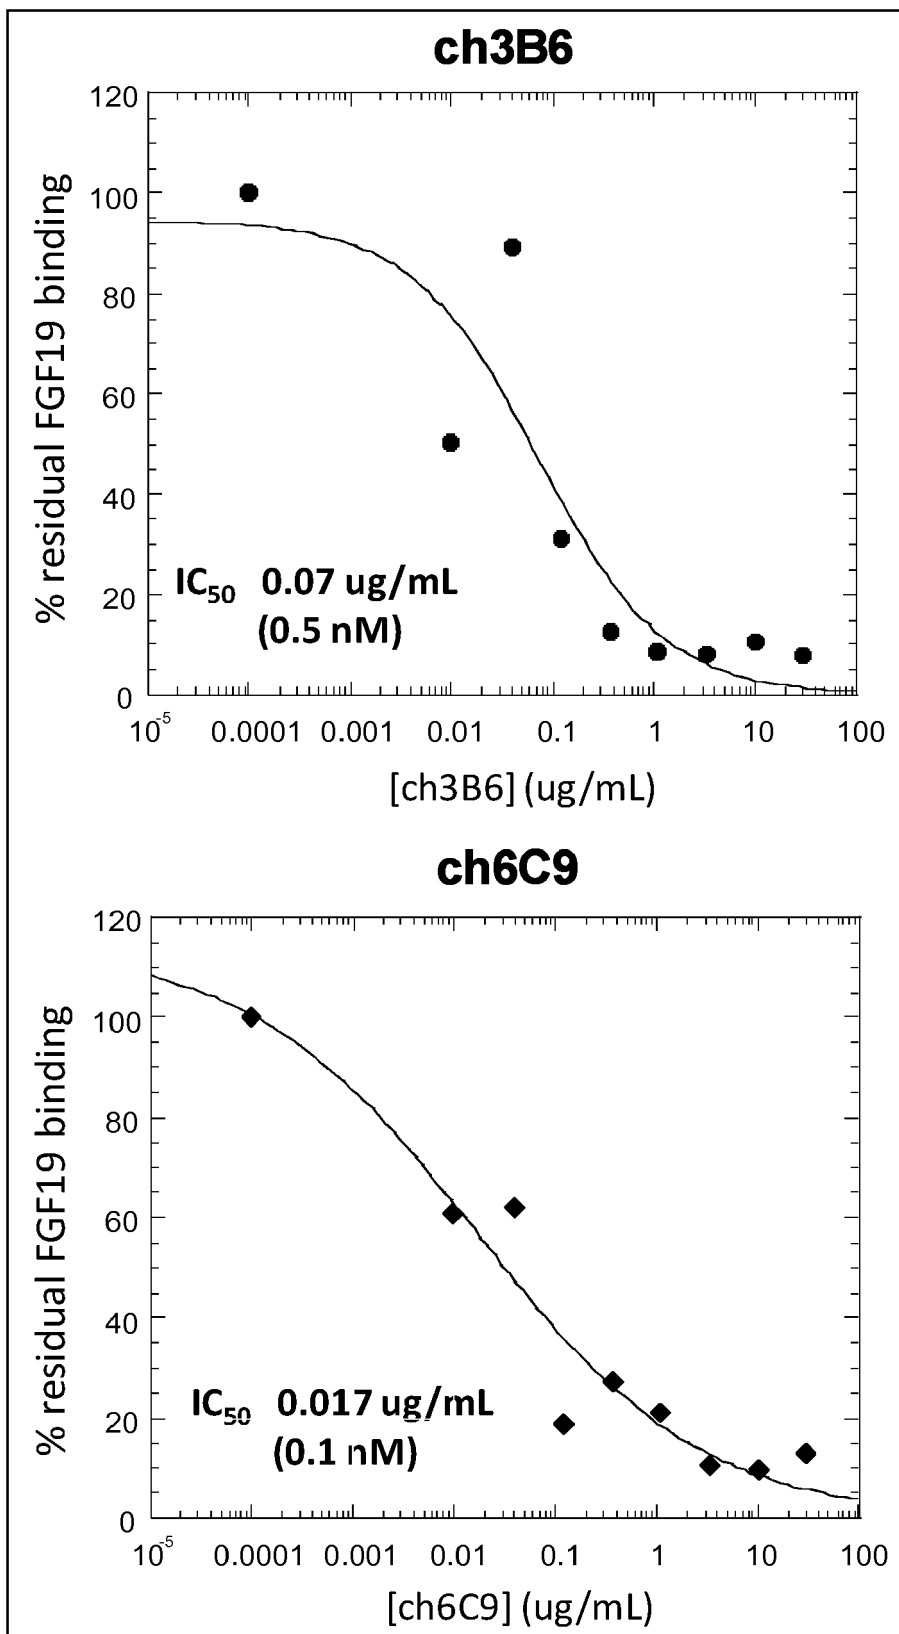 ch3B6
120
100
80
60
40
20
0
% residual FGF19 binding
IC50 0.07 ug/mL
(0.5 nM)
10-5 0.0001 0.001 0.01 0.1 1 10 100
[ch3B6] (ug/mL)
ch6C9
120
100
80
60
40
20
0
% residual FGF19 binding
IC50 0.017 ug/mL
(0.1 nM)
10-5 0.0001 0.001 0.01 0.1 1 10 100
[ch6C9] (ug/mL)